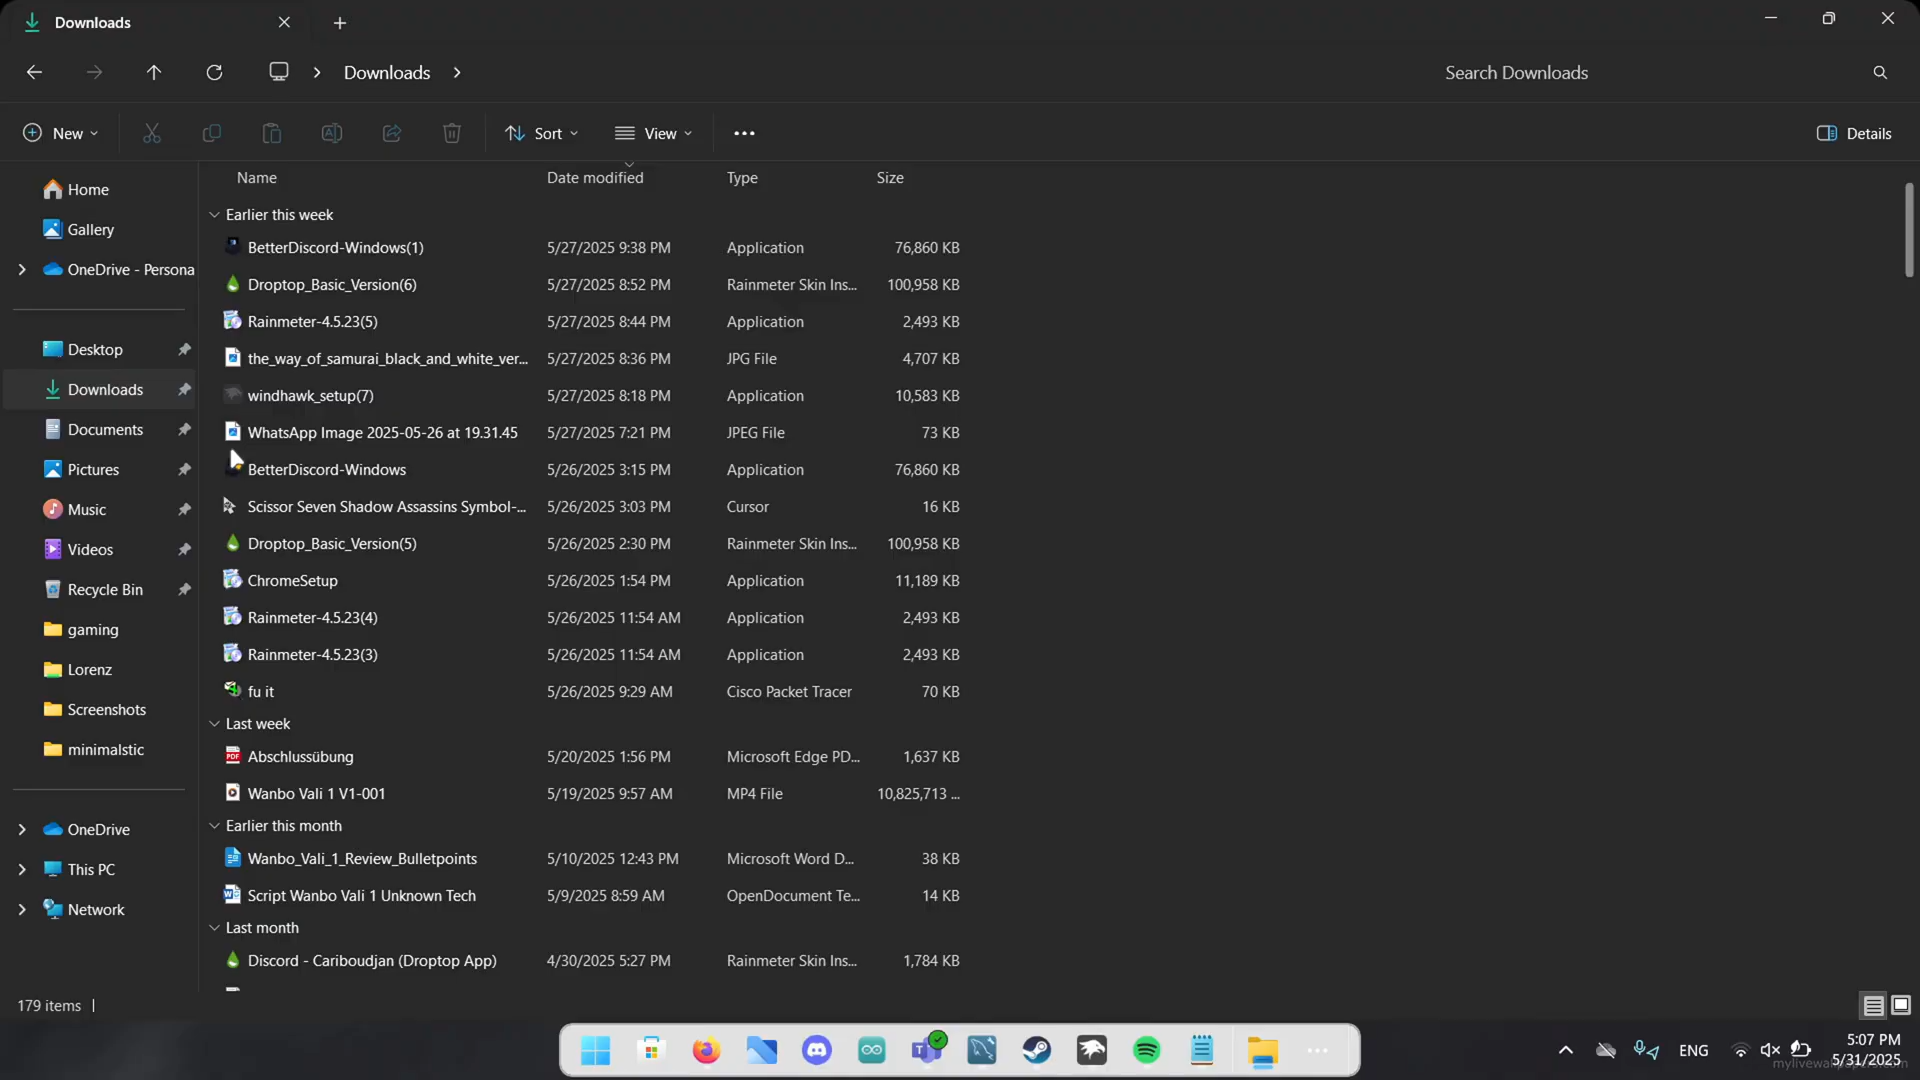 Downloads
Downloads
Search Downloads
New
Sort
View
Details
Home
Gallery
OneDrive - Persona
Desktop
Downloads
Documents
Pictures
Music
Videos
Recycle Bin
gaming
Lorenz
Screenshots
minimalstic
OneDrive
This PC
Network
Name Date modified Type Size
Earlier this week
BetterDiscord-Windows(1) 5/27/2025 9:38 PM Application 76,860 KB
Droptop_Basic_Version(6) 5/27/2025 8:52 PM Rainmeter Skin Ins... 100,958 KB
Rainmeter-4.5.23(5) 5/27/2025 8:44 PM Application 2,493 KB
the_way_of_samurai_black_and_white_ver... 5/27/2025 8:36 PM JPG File 4,707 KB
windhawk_setup(7) 5/27/2025 8:18 PM Application 10,583 KB
WhatsApp Image 2025-05-26 at 19.31.45 5/27/2025 7:21 PM JPEG File 73 KB
BetterDiscord-Windows 5/26/2025 3:15 PM Application 76,860 KB
Scissor Seven Shadow Assassins Symbol-... 5/26/2025 3:03 PM Cursor 16 KB
Droptop_Basic_Version(5) 5/26/2025 2:30 PM Rainmeter Skin Ins... 100,958 KB
ChromeSetup 5/26/2025 1:54 PM Application 11,189 KB
Rainmeter-4.5.23(4) 5/26/2025 11:54 AM Application 2,493 KB
Rainmeter-4.5.23(3) 5/26/2025 11:54 AM Application 2,493 KB
fu it 5/26/2025 9:29 AM Cisco Packet Tracer 70 KB
Last week
Abschlussübung 5/20/2025 1:56 PM Microsoft Edge PD... 1,637 KB
Wanbo Vali 1 V1-001 5/19/2025 9:57 AM MP4 File 10,825,713 ...
Earlier this month
Wanbo_Vali_1_Review_Bulletpoints 5/10/2025 12:43 PM Microsoft Word D... 38 KB
Script Wanbo Vali 1 Unknown Tech 5/9/2025 8:59 AM OpenDocument Te... 14 KB
Last month
Discord - Cariboudjan (Droptop App) 4/30/2025 5:27 PM Rainmeter Skin Ins... 1,784 KB
179 items
ENG
5:07 PM
5/31/2025